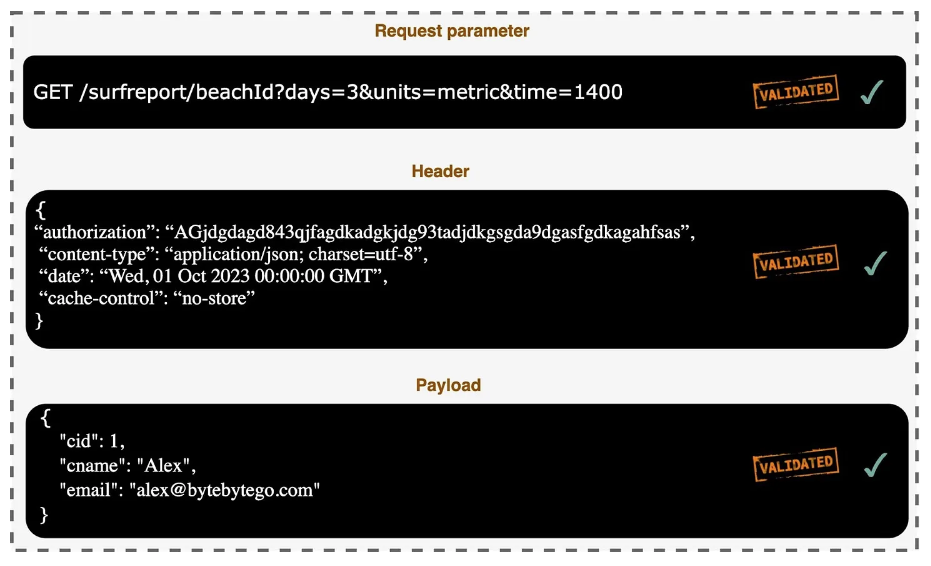 Request parameter
GET /surfreport/beachId?days=3&units=metric&time=1400
VALIDATED
Header
{
“authorization”: “AGjdgdagd843qjfagdkadgkjdg93tadjdkgsgda9dgasfgdkagahfsas”,
“content-type”: “application/json; charset=utf-8”,
“date”: “Wed, 01 Oct 2023 00:00:00 GMT”,
“cache-control”: “no-store”
}
VALIDATED
Payload
{
"cid": 1,
"cname": "Alex",
"email": "alex@bytebytego.com"
}
VALIDATED